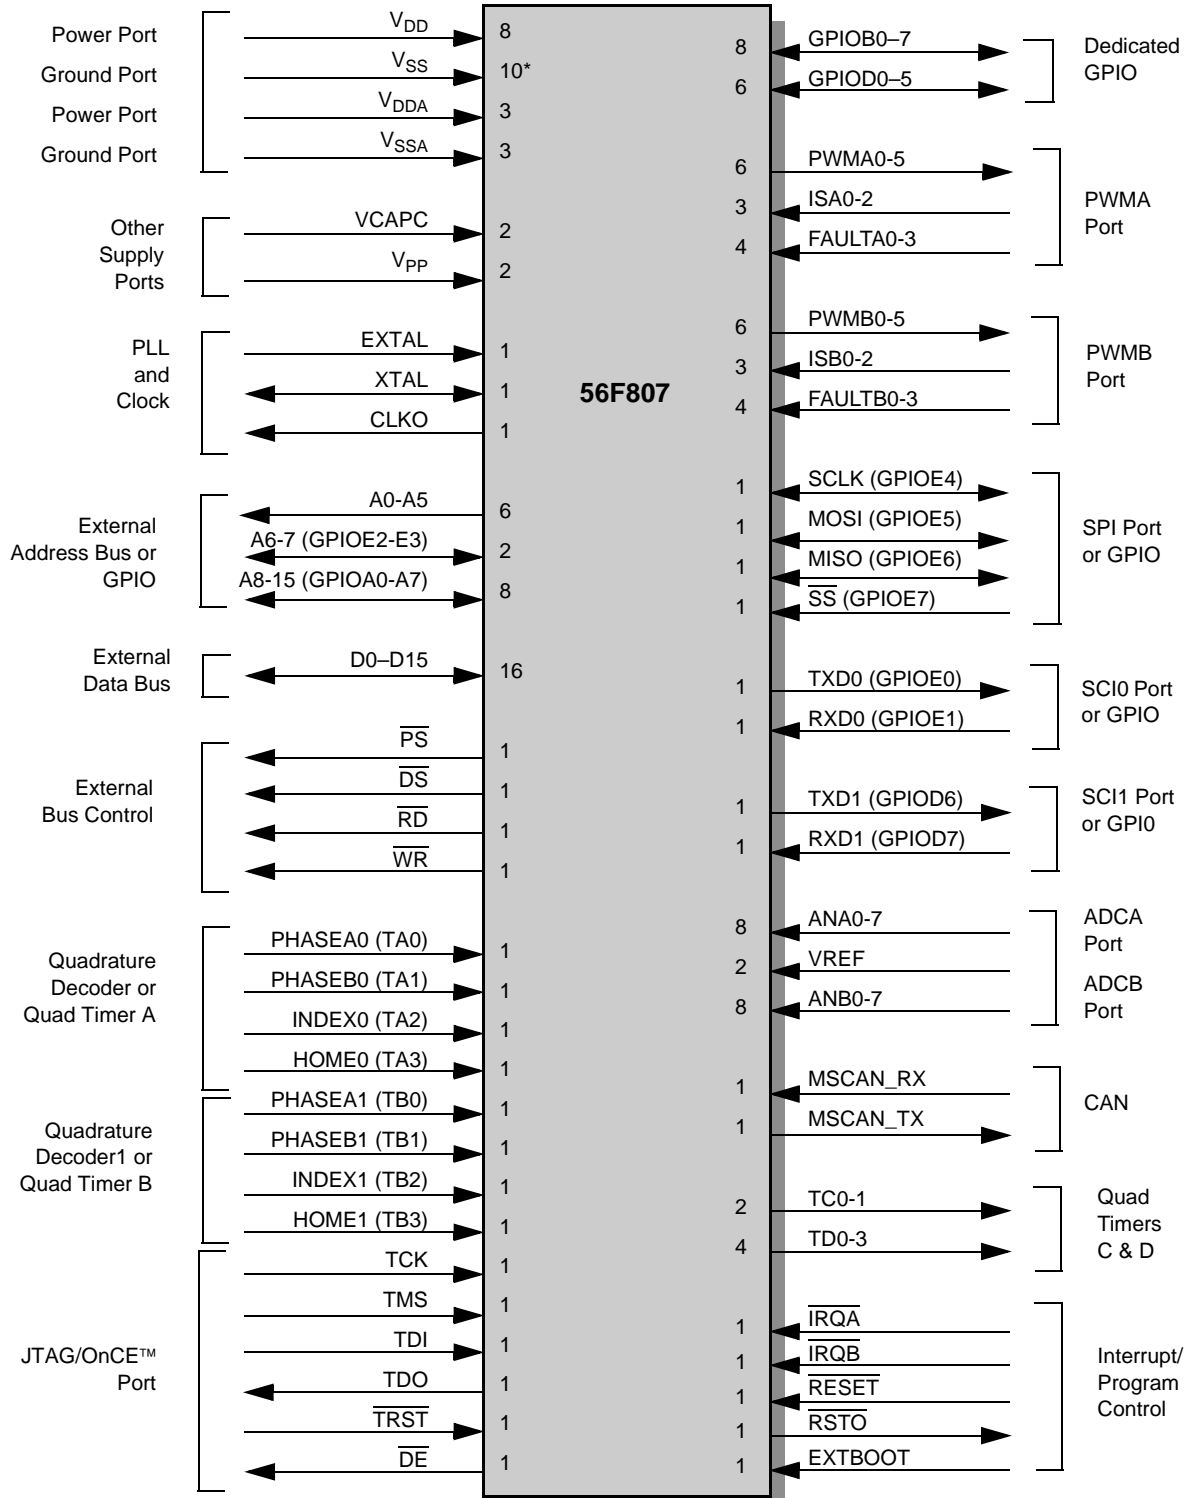 Power Port
V_DD
8
Ground Port
V_SS
10*
Power Port
V_DDA
3
Ground Port
V_SSA
3
Other
Supply
Ports
VCAPC
2
V_PP
2
PLL
and
Clock
EXTAL
1
XTAL
1
CLKO
1
External
Address Bus or
GPIO
A0-A5
6
A6-7 (GPIOE2-E3)
2
A8-15 (GPIOA0-A7)
8
External
Data Bus
D0–D15
16
External
Bus Control
PS
1
DS
1
RD
1
WR
1
Quadrature
Decoder or
Quad Timer A
PHASEA0 (TA0)
1
PHASEB0 (TA1)
1
INDEX0 (TA2)
1
HOME0 (TA3)
1
Quadrature
Decoder1 or
Quad Timer B
PHASEA1 (TB0)
1
PHASEB1 (TB1)
1
INDEX1 (TB2)
1
HOME1 (TB3)
1
JTAG/OnCE™
Port
TCK
1
TMS
1
TDI
1
TDO
1
TRST
1
DE
1
56F807
8
GPIOB0–7
6
GPIOD0–5
Dedicated
GPIO
6
PWMA0-5
3
ISA0-2
4
FAULTA0-3
PWMA
Port
6
PWMB0-5
3
ISB0-2
4
FAULTB0-3
PWMB
Port
1
SCLK (GPIOE4)
1
MOSI (GPIOE5)
1
MISO (GPIOE6)
1
SS (GPIOE7)
SPI Port
or GPIO
1
TXD0 (GPIOE0)
1
RXD0 (GPIOE1)
SCI0 Port
or GPIO
1
TXD1 (GPIOD6)
1
RXD1 (GPIOD7)
SCI1 Port
or GPI0
8
ANA0-7
2
VREF
8
ANB0-7
ADCA
Port
ADCB
Port
1
MSCAN_RX
1
MSCAN_TX
CAN
2
TC0-1
4
TD0-3
Quad
Timers
C & D
1
IRQA
1
IRQB
1
RESET
1
RSTO
1
EXTBOOT
Interrupt/
Program
Control